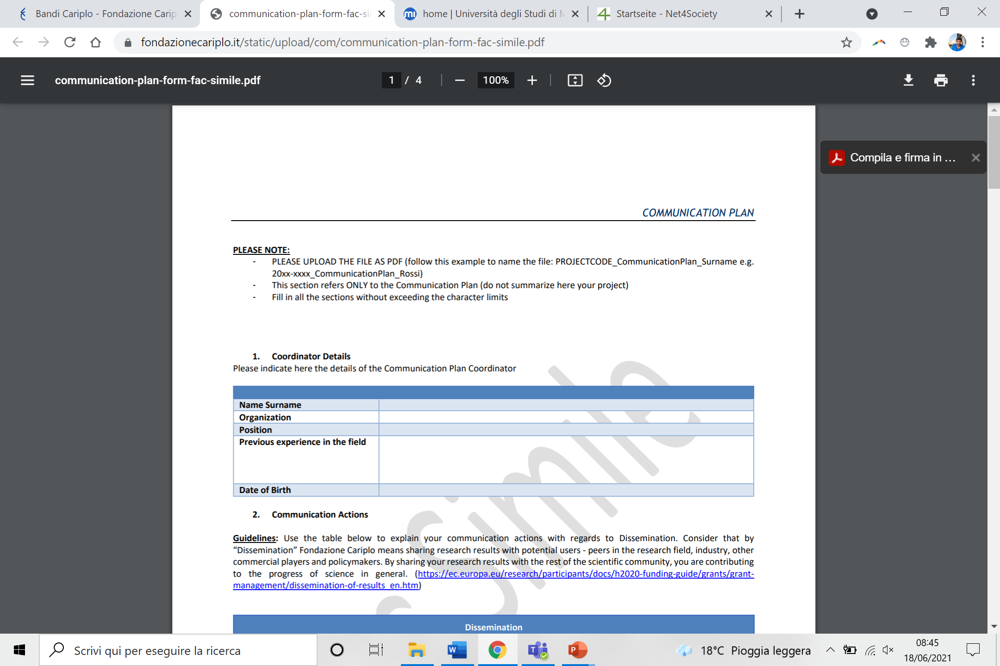 Bandi Cariplo - Fondazione Carip
communication-plan-form-fac-si
home | Università degli Studi di M
Startseite - Net4Society
fondazionecariplo.it/static/upload/com/communication-plan-form-fac-simile.pdf
communication-plan-form-fac-simile.pdf
1 / 4
100%
Compila e firma in ...
COMMUNICATION PLAN
PLEASE NOTE:
- PLEASE UPLOAD THE FILE AS PDF (follow this example to name the file: PROJECTCODE_CommunicationPlan_Surname e.g.
20xx-xxxx_CommunicationPlan_Rossi)
- This section refers ONLY to the Communication Plan (do not summarize here your project)
- Fill in all the sections without exceeding the character limits
1. Coordinator Details
Please indicate here the details of the Communication Plan Coordinator
Name Surname
Organization
Position
Previous experience in the field
Date of Birth
2. Communication Actions
Guidelines: Use the table below to explain your communication actions with regards to Dissemination. Consider that by
“Dissemination” Fondazione Cariplo means sharing research results with potential users - peers in the research field, industry, other
commercial players and policymakers. By sharing your research results with the rest of the scientific community, you are contributing
to the progress of science in general. (https://ec.europa.eu/research/participants/docs/h2020-funding-guide/grants/grant-
management/dissemination-of-results_en.htm)
Simile
Dissemination
Scrivi qui per eseguire la ricerca
18°C Pioggia leggera
08:45
18/06/2021